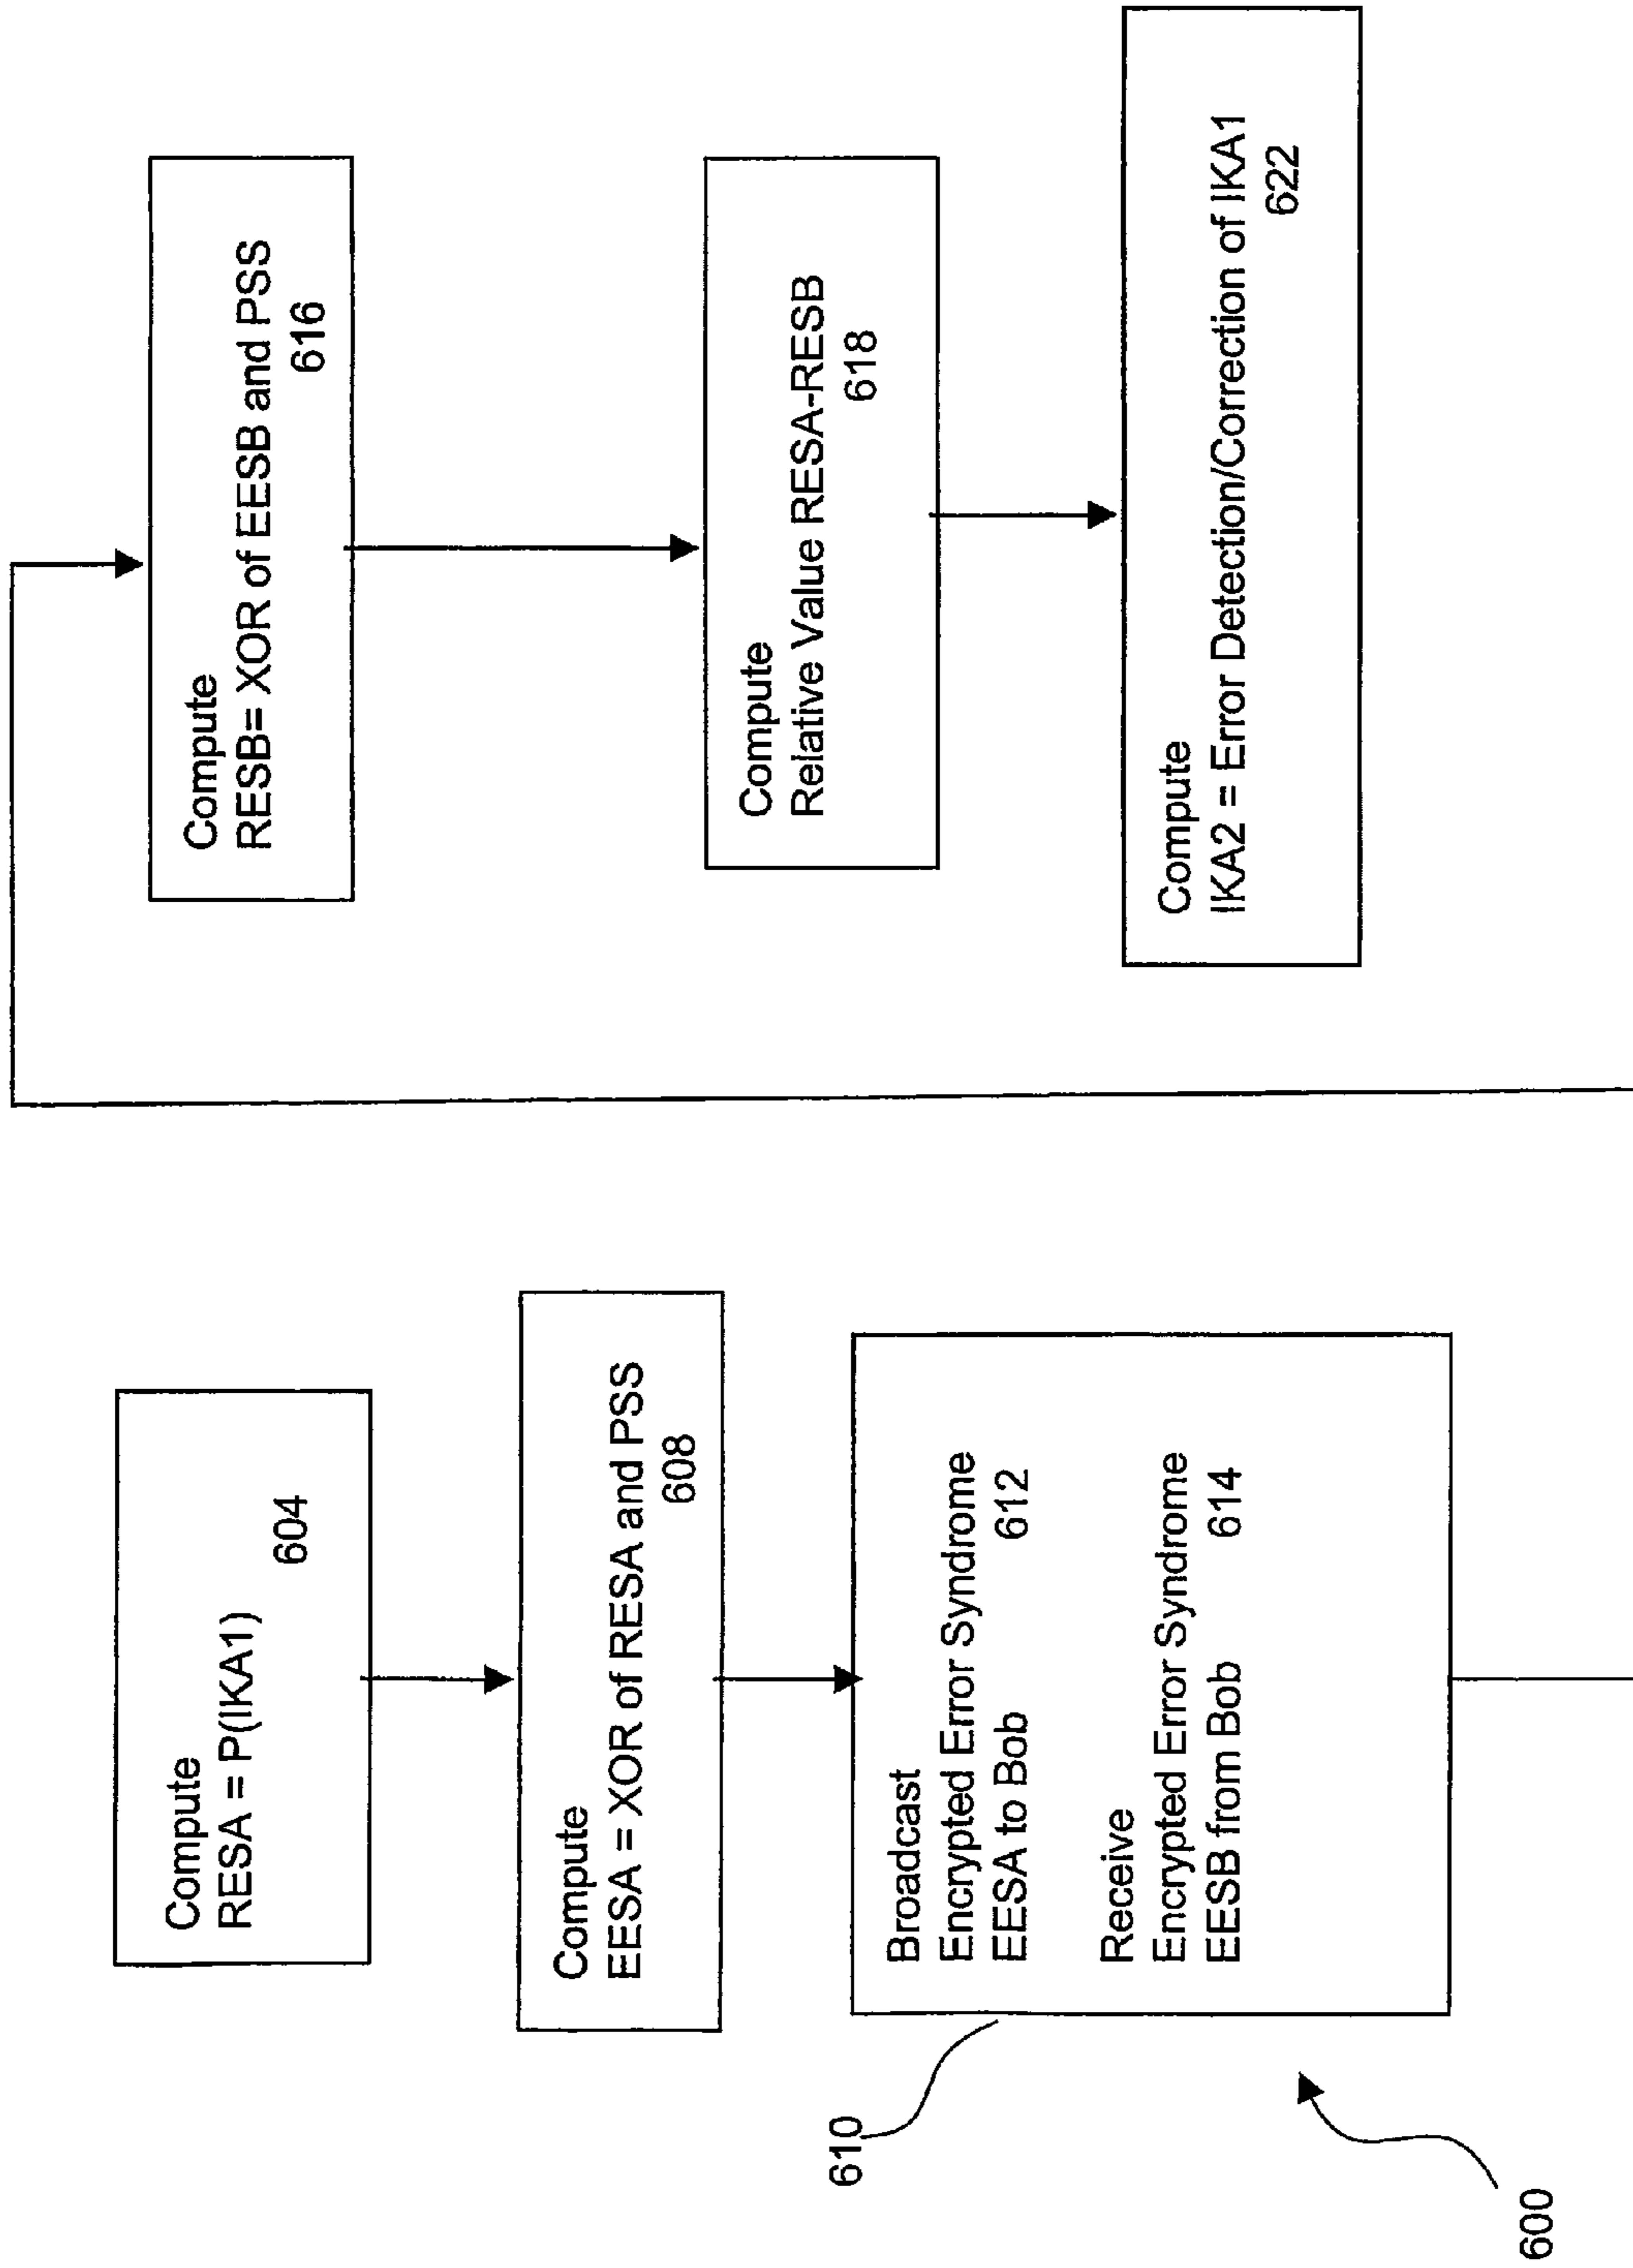 Compute
RESA = P(IKA1)
604
Compute
EESA = XOR of RESA and PSS
608
Broadcast
Encrypted Error Syndrome
EESA to Bob 612
Receive
Encrypted Error Syndrome
EESB from Bob 614
610
600
Compute
RESB= XOR of EESB and PSS
616
Compute
Relative Value RESA-RESB
618
Compute
IKA2 = Error Detection/Correction of IKA1
622